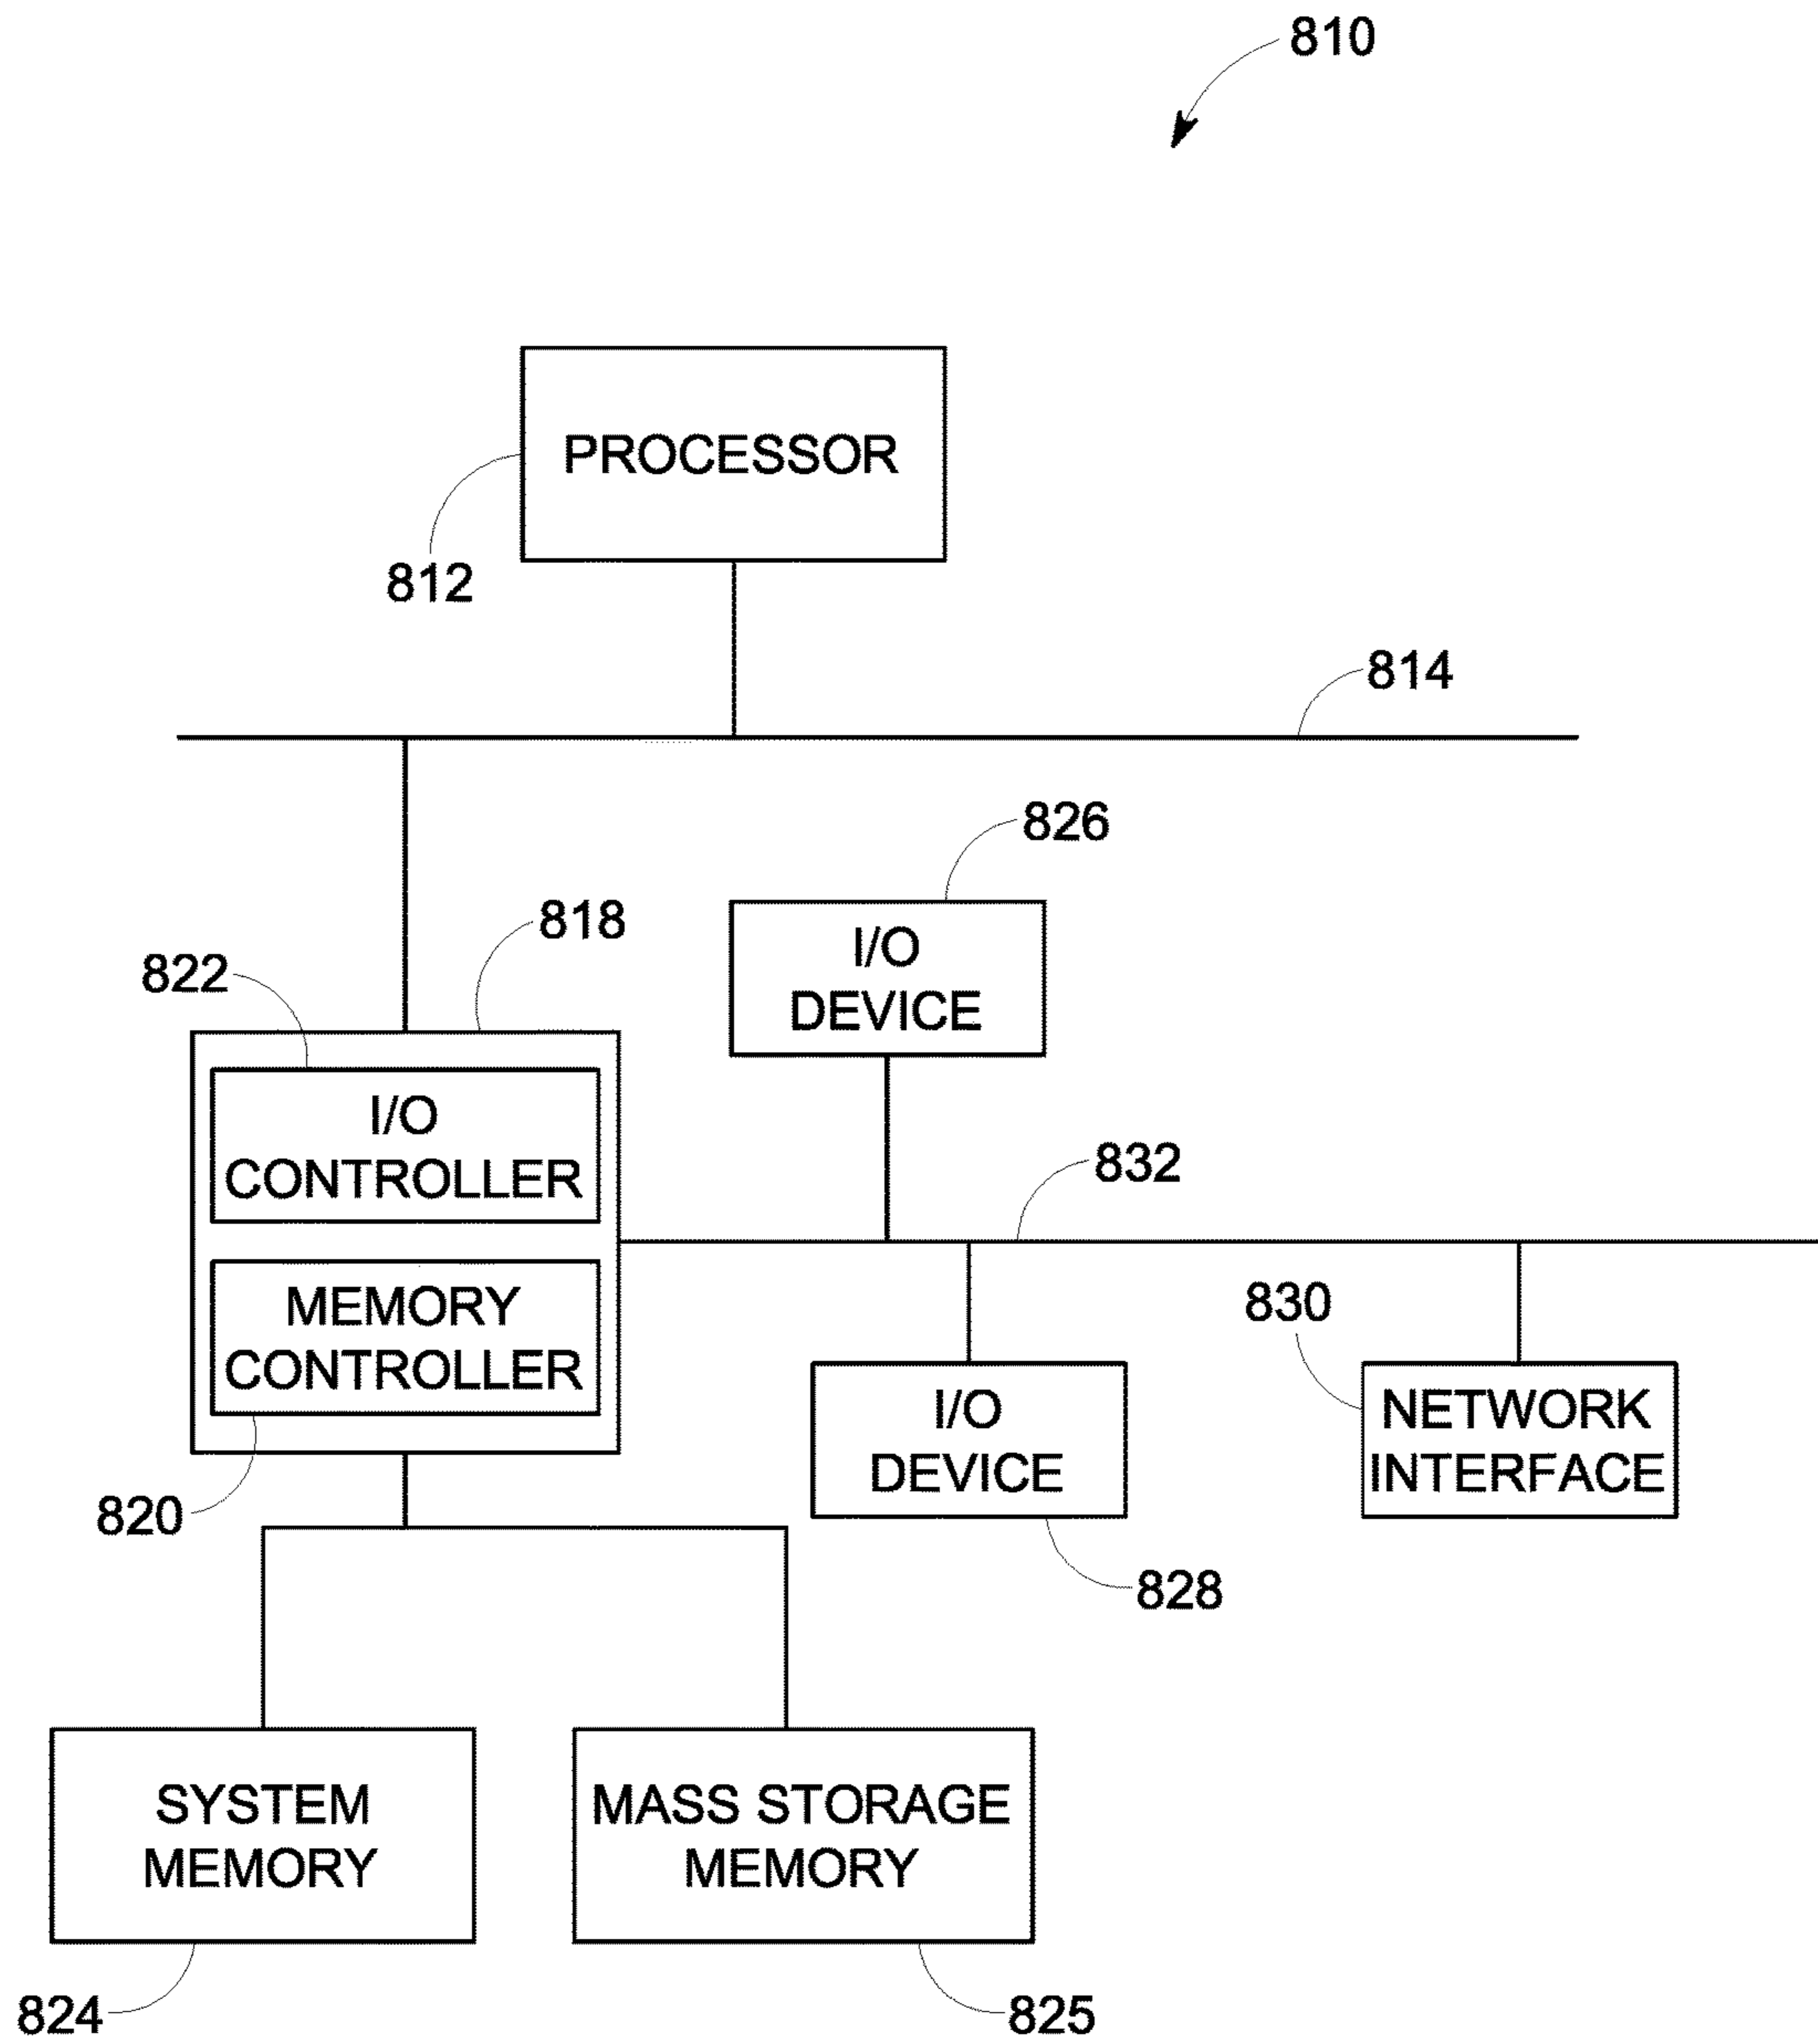 810
PROCESSOR
812
814
826
818
I/O
DEVICE
822
I/O
CONTROLLER
832
MEMORY
CONTROLLER
830
I/O
DEVICE
NETWORK
INTERFACE
820
828
SYSTEM
MEMORY
MASS STORAGE
MEMORY
824
825